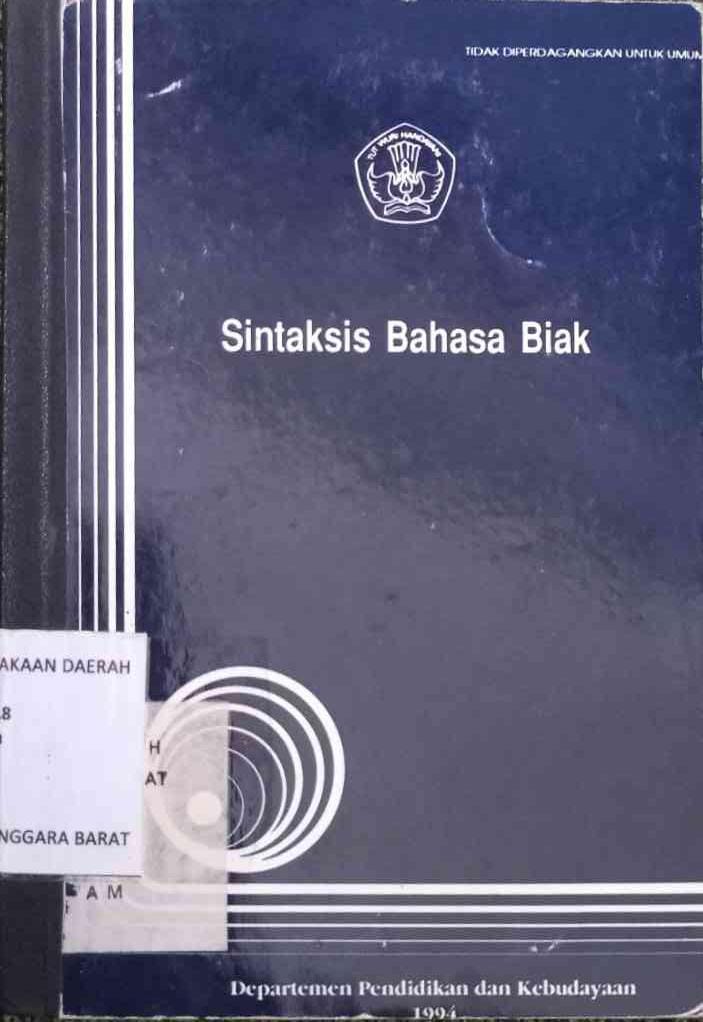 TIDAK DIPERDAGANGKAN UNTUK UMUM
TUT WURI HANDAYANI
Sintaksis Bahasa Biak
AKAAN DAERAH
.8
H
AT
NGGARA BARAT
A M
Departemen Pendidikan dan Kebudayaan
1994